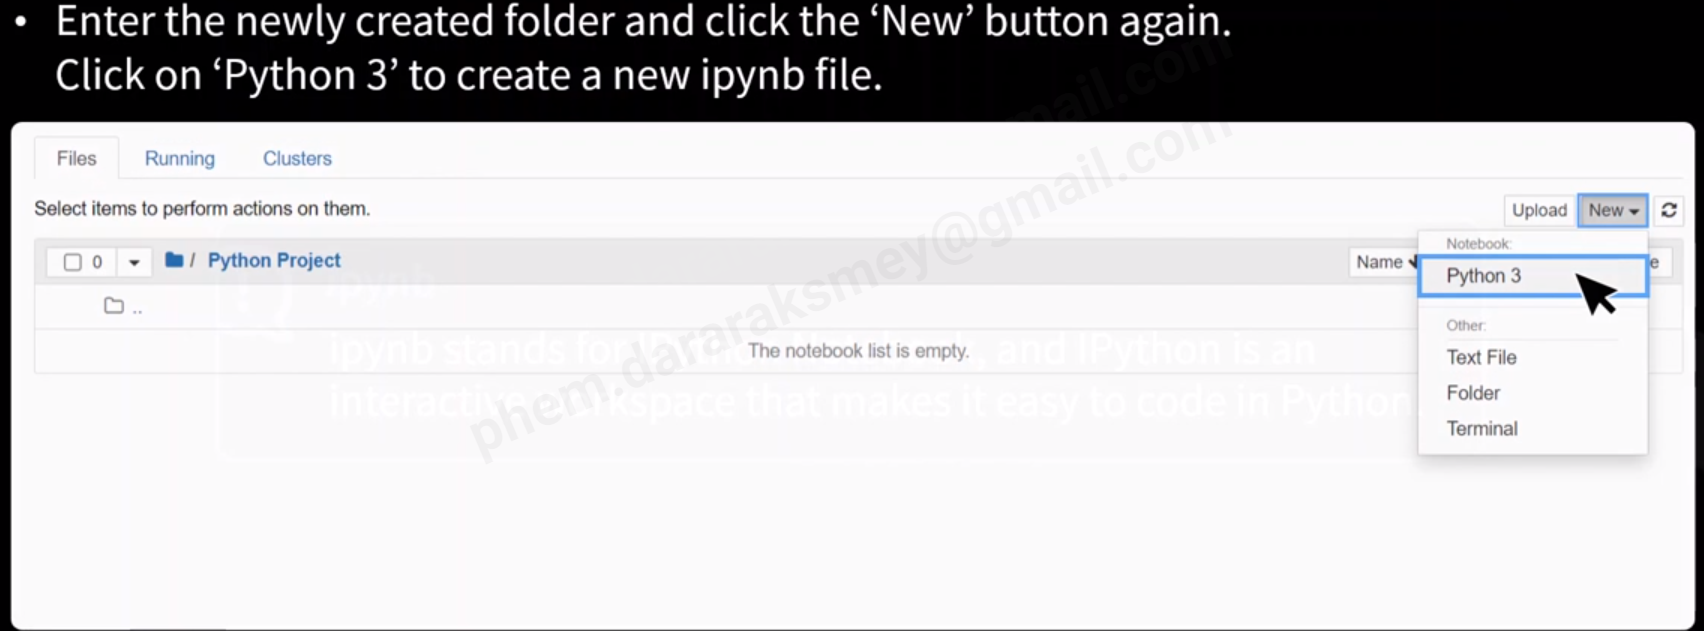 • Enter the newly created folder and click the ‘New’ button again.
Click on ‘Python 3’ to create a new ipynb file.
Files Running Clusters
Select items to perform actions on them.
Upload New
0 / Python Project
Name
e
Notebook:
Python 3
Other:
Text File
Folder
Terminal
..
The notebook list is empty.
ipynb
ipynb stands for and IPython is an
interactive workspace that makes it easy to code in Python.
phem.dararaksmey@gmail.com
mail.com